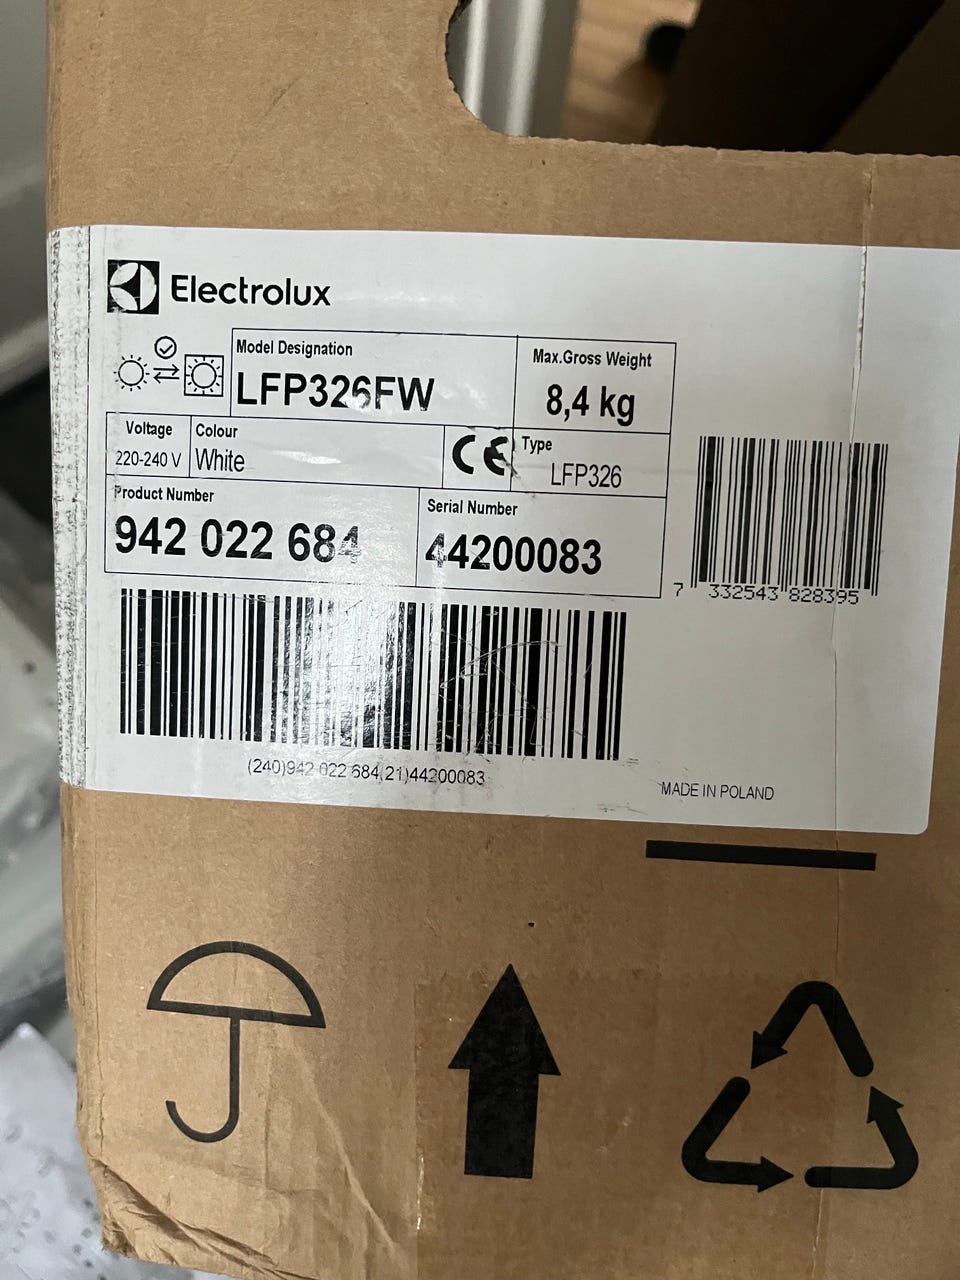 Electrolux
Model Designation
LFP326FW
Max.Gross Weight
8,4 kg
Voltage
220-240 V
Colour
White
CE
Type
LFP326
Product Number
942 022 684
Serial Number
44200083
7 332543 828395
(240)942 022 684(21)44200083
MADE IN POLAND